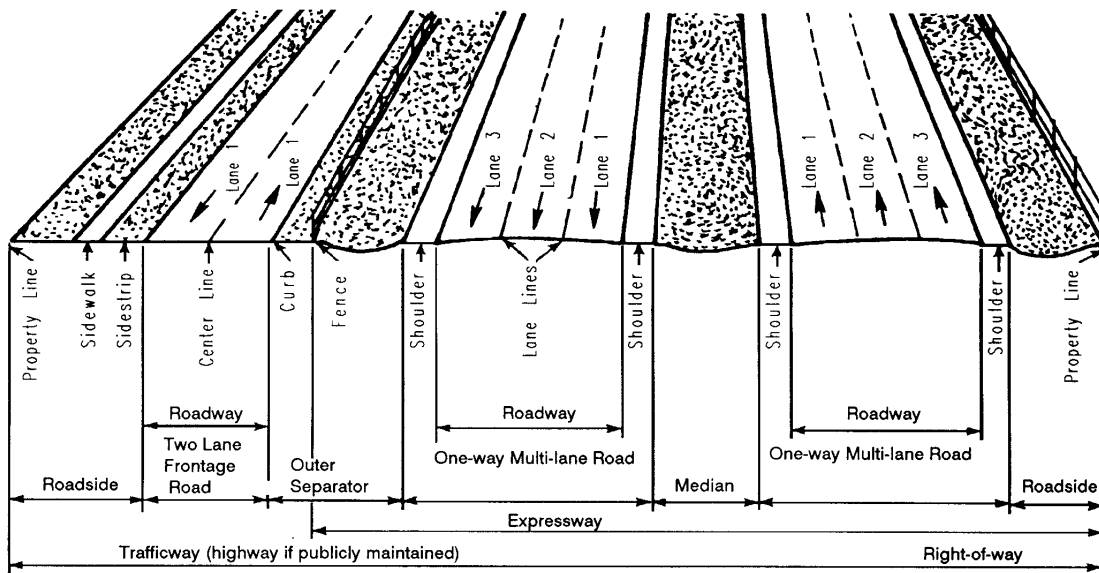 Lane 1
Lane 1
Lane 3
Lane 2
Lane 1
Lane 1
Lane 2
Lane 3
Property Line
Sidewalk
Sidestrip
Center Line
Curb
Fence
Shoulder
Lane Lines
Shoulder
Shoulder
Shoulder
Property Line
Roadway
Roadway
Roadway
Two Lane
Frontage
Road
Outer
Separator
One-way Multi-lane Road
One-way Multi-lane Road
Roadside
Median
Roadside
Expressway
Trafficway (highway if publicly maintained)
Right-of-way